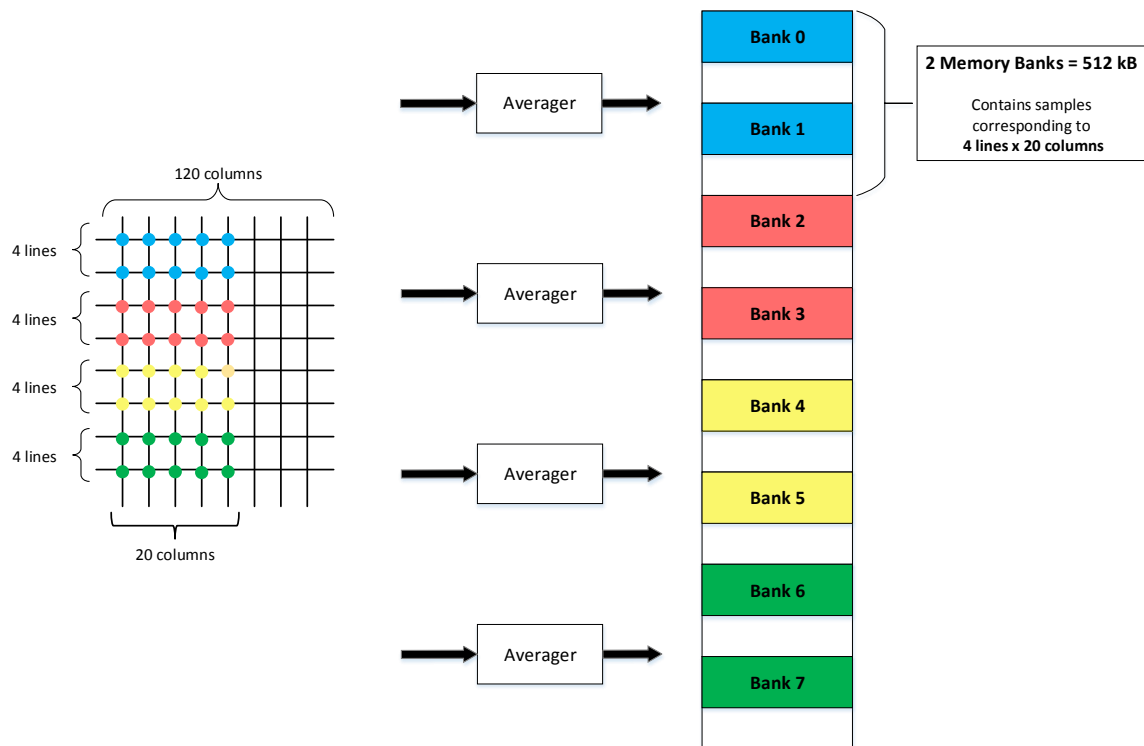 120 columns
4 lines
4 lines
4 lines
4 lines
20 columns
Averager
Averager
Averager
Averager
Bank 0
Bank 1
Bank 2
Bank 3
Bank 4
Bank 5
Bank 6
Bank 7
2 Memory Banks = 512 kB
Contains samples
corresponding to
4 lines x 20 columns